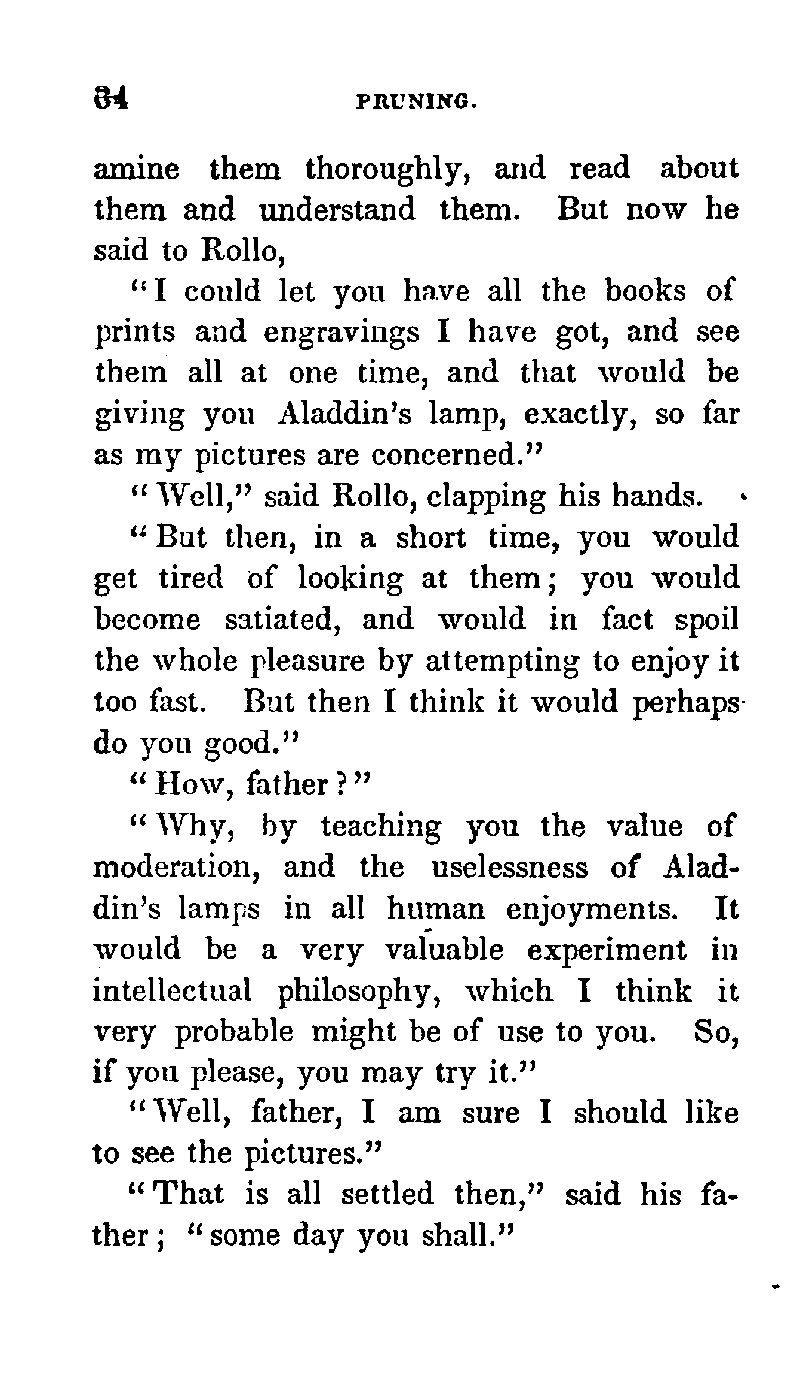 84 PRUNING.
amine them thoroughly, and read about
them and understand them. But now he
said to Rollo,
“I could let you have all the books of
prints and engravings I have got, and see
them all at one time, and that would be
giving you Aladdin’s lamp, exactly, so far
as my pictures are concerned.”
“Well,” said Rollo, clapping his hands.
“But then, in a short time, you would
get tired of looking at them; you would
become satiated, and would in fact spoil
the whole pleasure by attempting to enjoy it
too fast. But then I think it would perhaps
do you good.”
“How, father?”
“Why, by teaching you the value of
moderation, and the uselessness of Alad-
din’s lamps in all human enjoyments. It
would be a very valuable experiment in
intellectual philosophy, which I think it
very probable might be of use to you. So,
if you please, you may try it.”
“Well, father, I am sure I should like
to see the pictures.”
“That is all settled then,” said his fa-
ther; “some day you shall.”